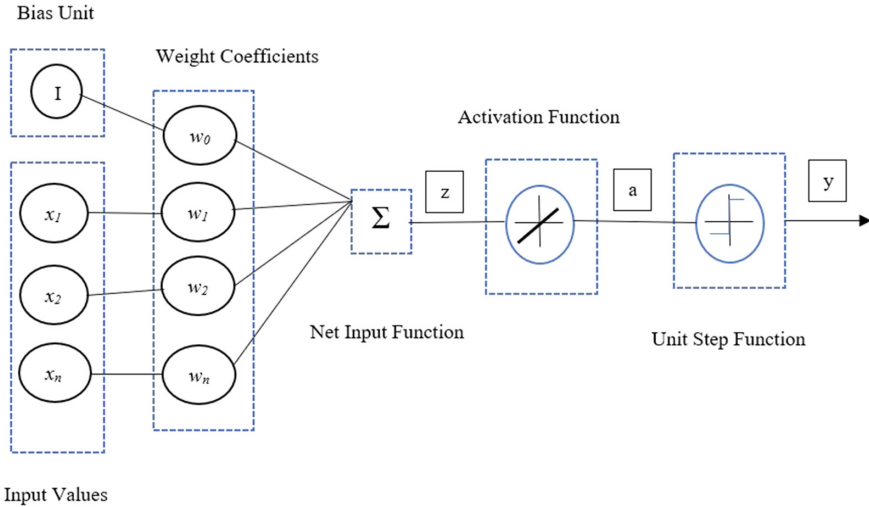 Bias Unit
Weight Coefficients
I
w0
Activation Function
x1
w1
z
a
y
Σ
x2
w2
Net Input Function
Unit Step Function
xn
wn
Input Values